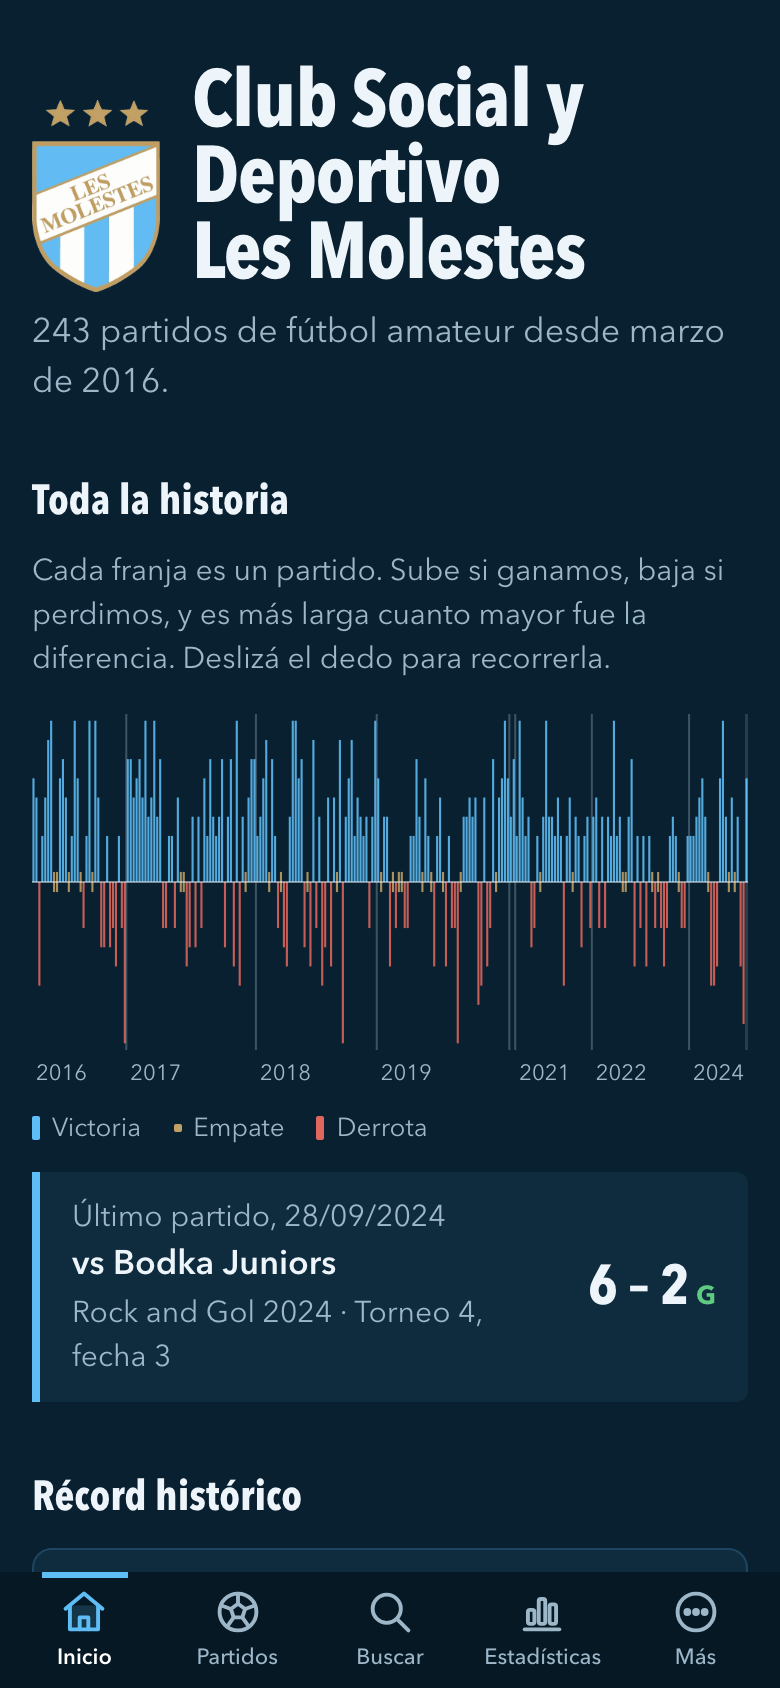 Club Social y
Deportivo
Les Molestes
LES
MOLESTES
243 partidos de fútbol amateur desde marzo
de 2016.
Toda la historia
Cada franja es un partido. Sube si ganamos, baja si
perdimos, y es más larga cuanto mayor fue la
diferencia. Deslizá el dedo para recorrerla.
2016 2017 2018 2019 2021 2022 2024
Victoria Empate Derrota
Último partido, 28/09/2024
vs Bodka Juniors
6 – 2 G
Rock and Gol 2024 · Torneo 4,
fecha 3
Récord histórico
Inicio Partidos Buscar Estadísticas Más